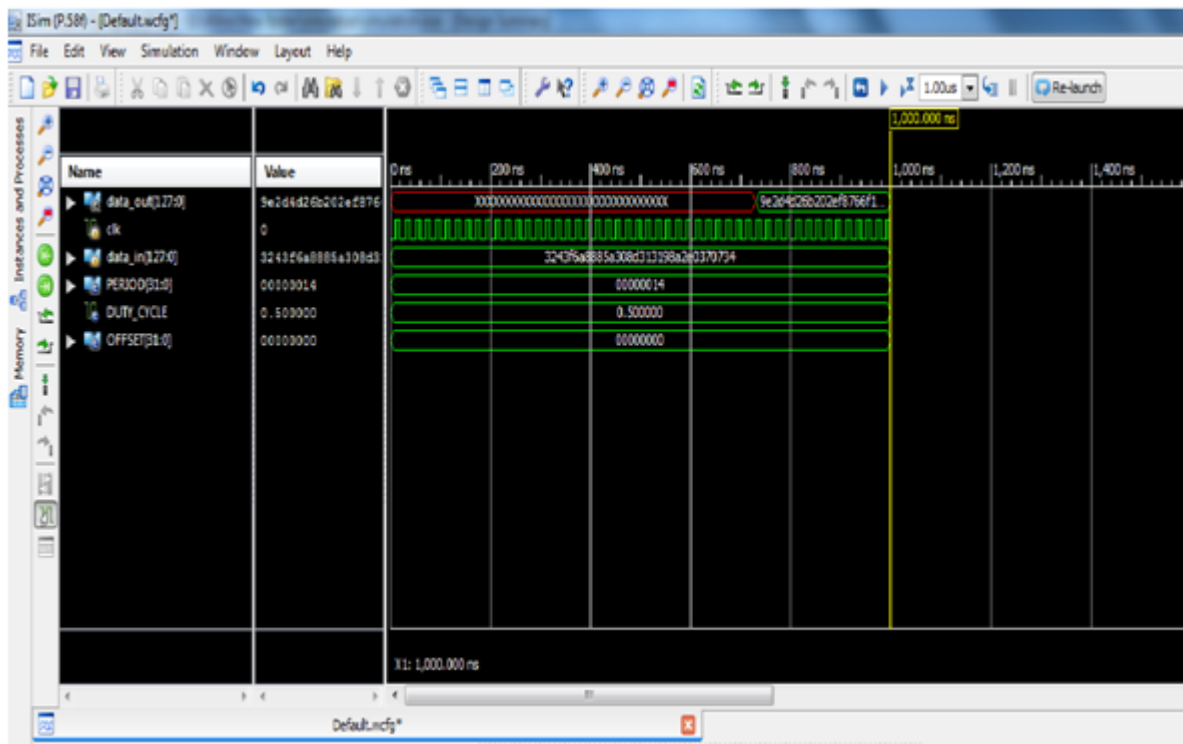 ISim (P.58f) - [Default.wcfg*]
File Edit View Simulation Window Layout Help
1.00us Re-launch
Instances and Processes
Memory
1,000.000 ns
Name Value 0 ns 200 ns 400 ns 600 ns 800 ns 1,000 ns 1,200 ns 1,400 ns
data_out[127:0] 9e2d4d26b202ef876 9e2d4d26b202ef8766f1...
clk 0
data_in[127:0] 3243f6a8885a308d3 3243f6a8885a308d313198a2e0370734
PERIOD[31:0] 00000014 00000014
DUTY_CYCLE 0.500000 0.500000
OFFSET[31:0] 00000000 00000000
X1: 1,000.000 ns
Default.wcfg*